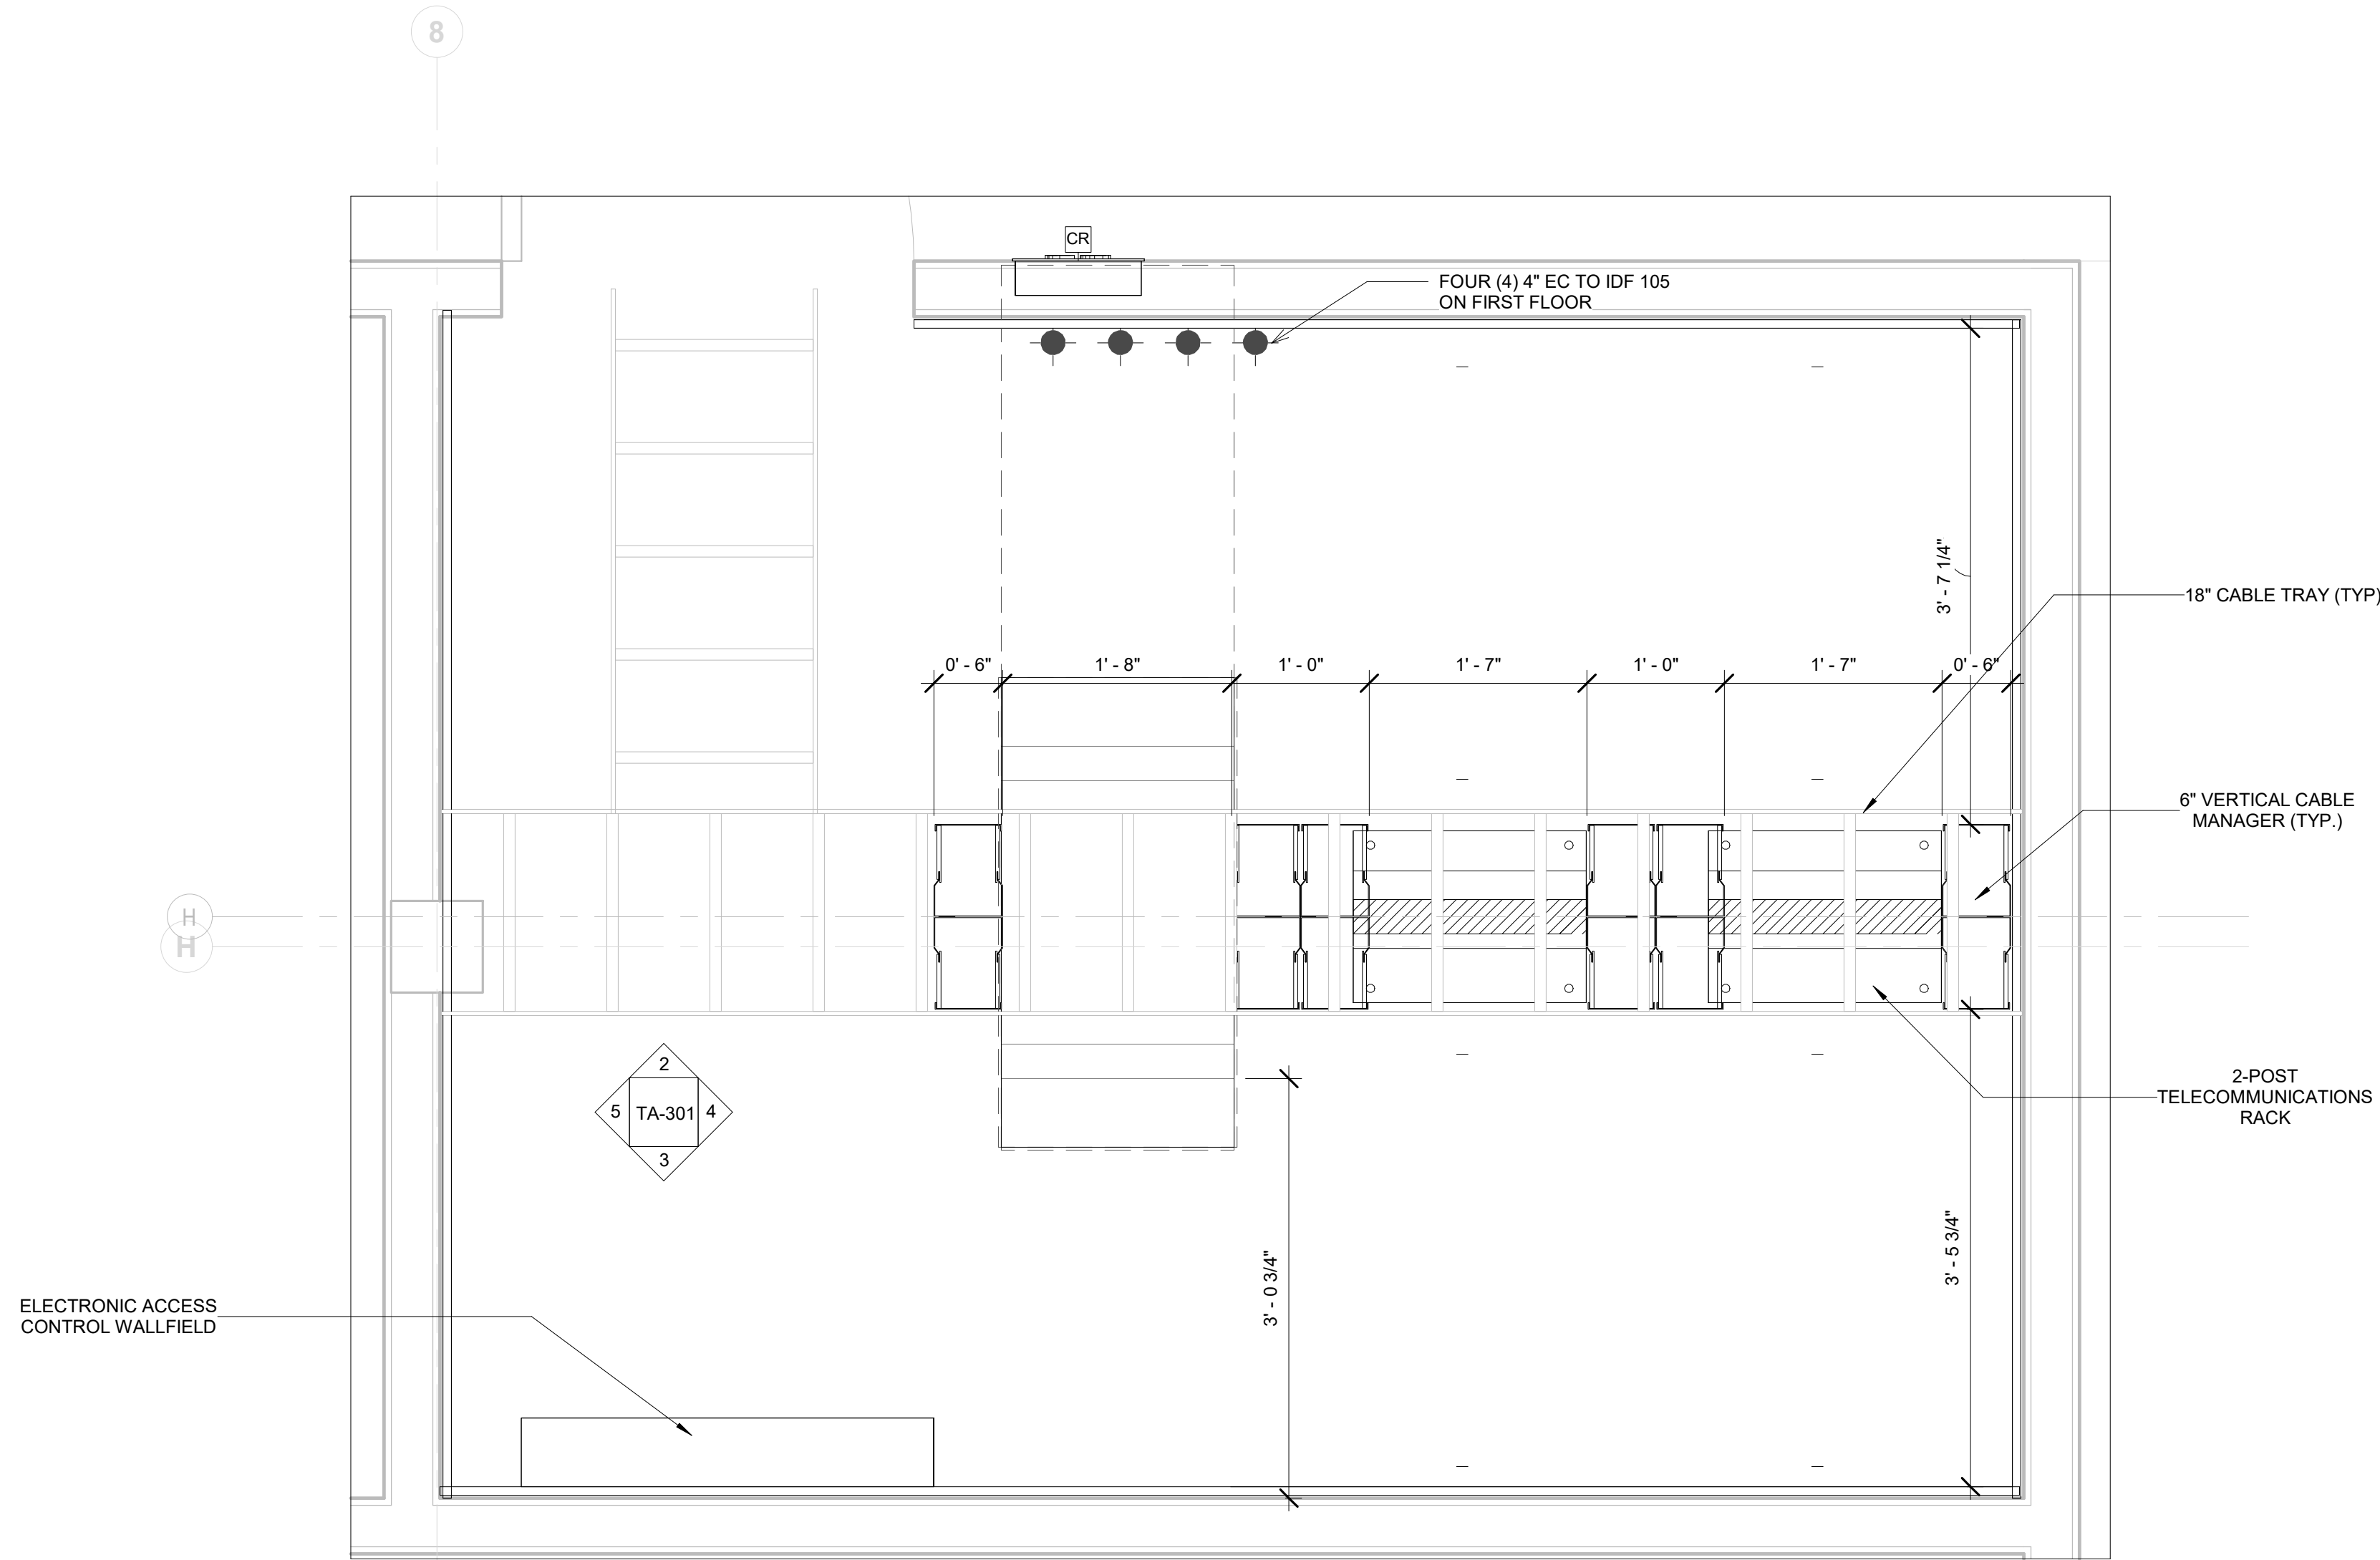 8
CR
FOUR (4) 4" EC TO IDF 105
ON FIRST FLOOR
3' - 7 1/4"
18" CABLE TRAY (TYP)
0' - 6"
1' - 8"
1' - 0"
1' - 7"
1' - 0"
1' - 7"
0' - 6"
6" VERTICAL CABLE
MANAGER (TYP.)
H
H
2
5
TA-301
4
3
2-POST
TELECOMMUNICATIONS
RACK
3' - 0 3/4"
3' - 5 3/4"
ELECTRONIC ACCESS
CONTROL WALLFIELD